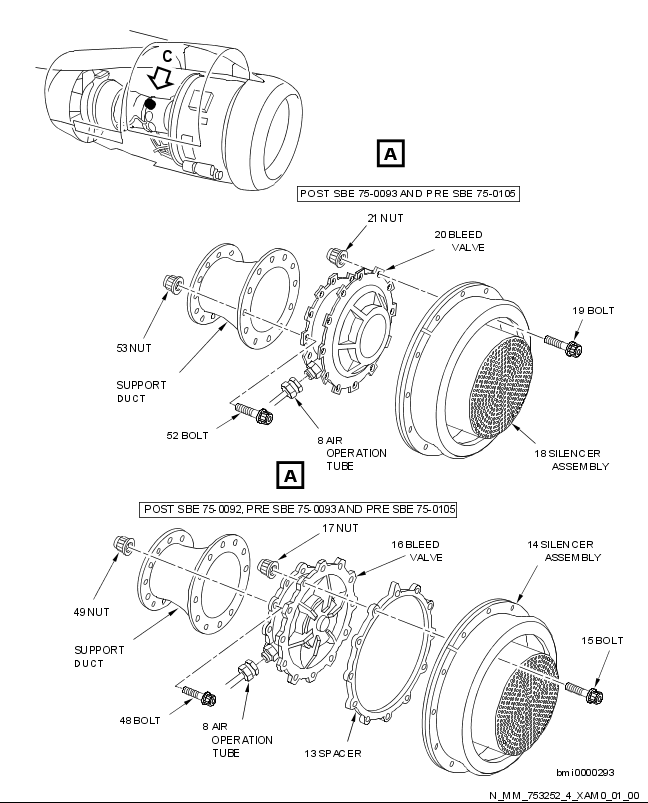 C
A
POST SBE 75-0093 AND PRE SBE 75-0105
21 NUT
20 BLEED
VALVE
19 BOLT
53 NUT
SUPPORT
DUCT
52 BOLT
8 AIR
OPERATION
TUBE
18 SILENCER
ASSEMBLY
A
POST SBE 75-0092, PRE SBE 75-0093 AND PRE SBE 75-0105
17 NUT
16 BLEED
VALVE
14 SILENCER
ASSEMBLY
49 NUT
SUPPORT
DUCT
15 BOLT
48 BOLT
8 AIR
OPERATION
TUBE
13 SPACER
bmi0000293
N_MM_753252_4_XAM0_01_00